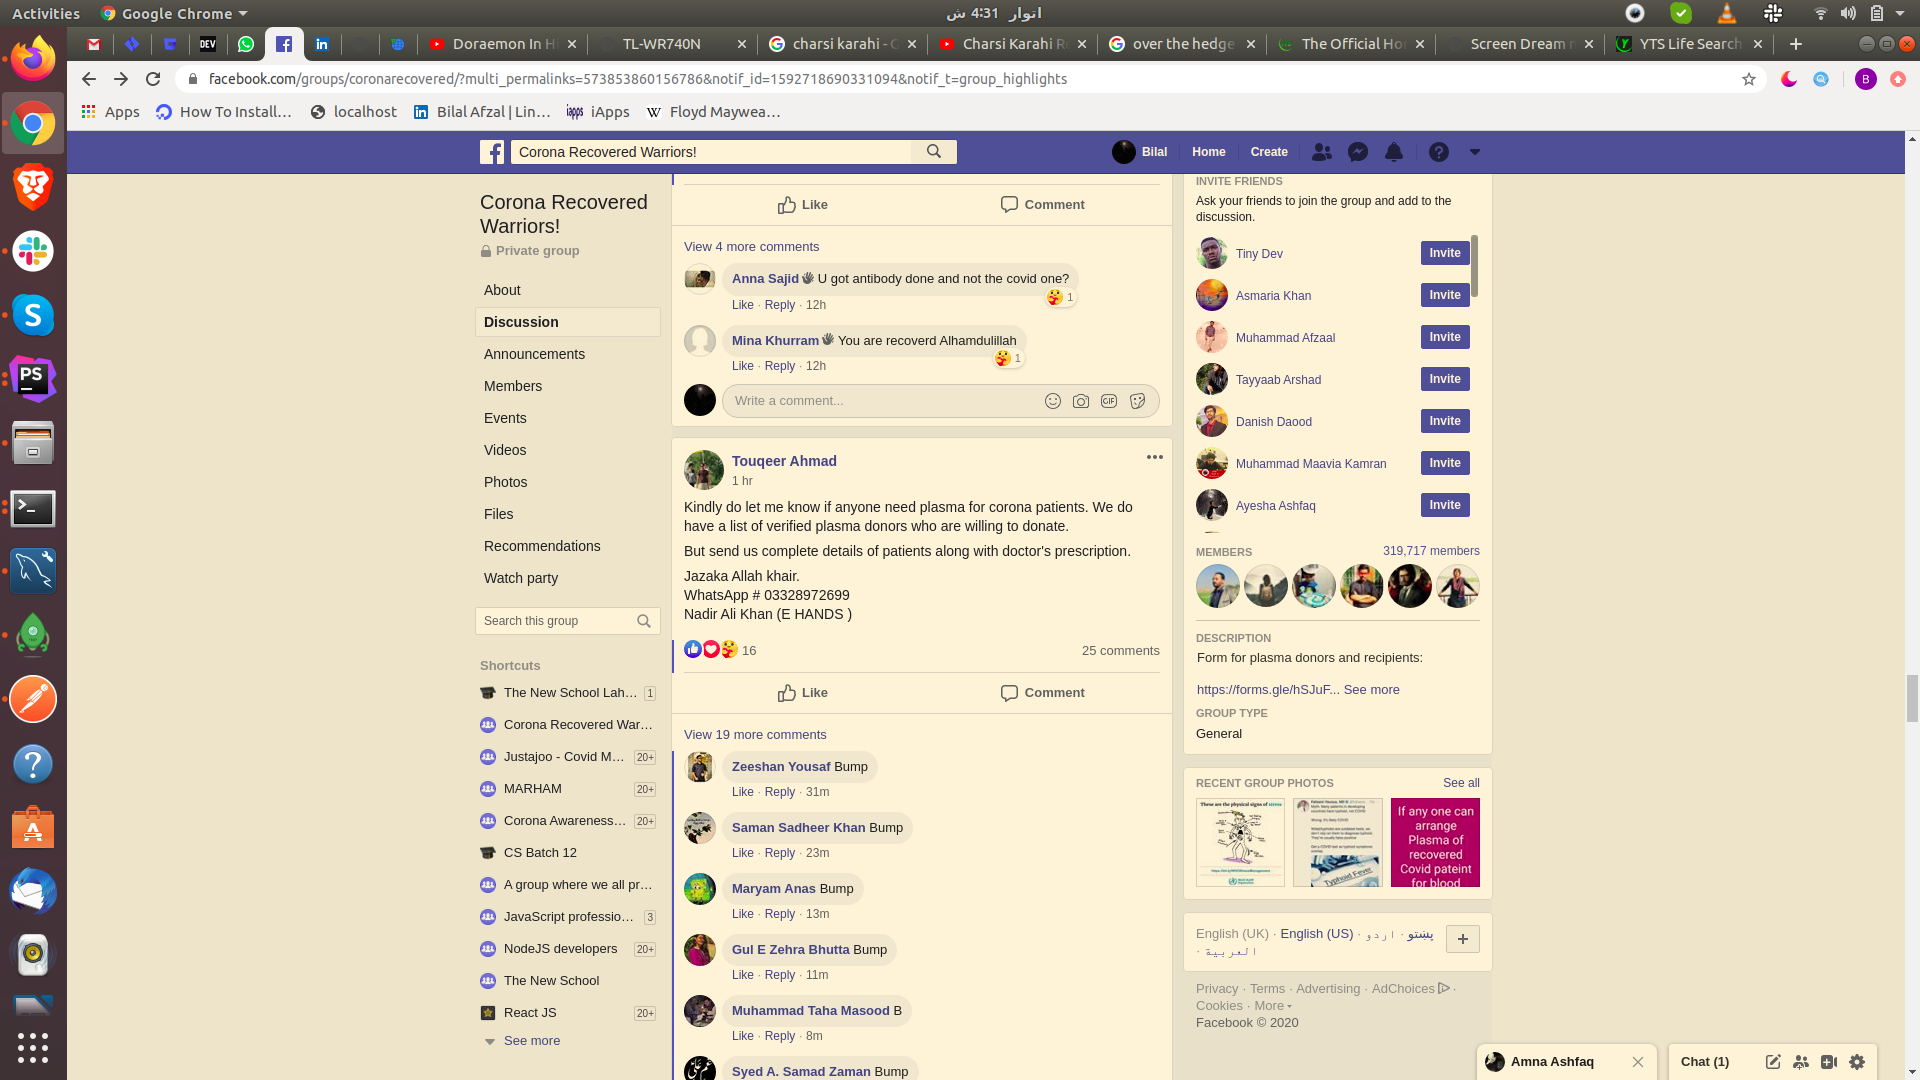 Activities
Google Chrome
اتوار 4:31 ش
Doraemon In H
TL-WR740N
charsi karahi - G
Charsi Karahi R
over the hedge
The Official Ho
Screen Dream r
YTS Life Search
facebook.com/groups/coronarecovered/?multi_permalinks=573853860156786&notif_id=1592718690331094&notif_t=group_highlights
B
Apps
How To Install…
localhost
Bilal Afzal | Lin…
iApps
Floyd Maywea…
Corona Recovered Warriors!
Bilal
Home
Create
Corona Recovered
Warriors!
Private group
About
Discussion
Announcements
Members
Events
Videos
Photos
Files
Recommendations
Watch party
Search this group
Shortcuts
The New School Lah… 1
Corona Recovered War…
Justajoo - Covid M… 20+
MARHAM 20+
Corona Awareness… 20+
CS Batch 12
A group where we all pr…
JavaScript professio… 3
NodeJS developers 20+
The New School
React JS 20+
See more
Like
Comment
View 4 more comments
Anna Sajid U got antibody done and not the covid one?
1
Like · Reply · 12h
Mina Khurram You are recoverd Alhamdulillah
1
Like · Reply · 12h
Write a comment...
Touqeer Ahmad
1 hr
Kindly do let me know if anyone need plasma for corona patients. We do
have a list of verified plasma donors who are willing to donate.
But send us complete details of patients along with doctor's prescription.
Jazaka Allah khair.
WhatsApp # 03328972699
Nadir Ali Khan (E HANDS )
16
25 comments
Like
Comment
View 19 more comments
Zeeshan Yousaf Bump
Like · Reply · 31m
Saman Sadheer Khan Bump
Like · Reply · 23m
Maryam Anas Bump
Like · Reply · 13m
Gul E Zehra Bhutta Bump
Like · Reply · 11m
Muhammad Taha Masood B
Like · Reply · 8m
Syed A. Samad Zaman Bump
INVITE FRIENDS
Ask your friends to join the group and add to the
discussion.
Tiny Dev Invite
Asmaria Khan Invite
Muhammad Afzaal Invite
Tayyaab Arshad Invite
Danish Daood Invite
Muhammad Maavia Kamran Invite
Ayesha Ashfaq Invite
MEMBERS
319,717 members
DESCRIPTION
Form for plasma donors and recipients:
https://forms.gle/hSJuF... See more
GROUP TYPE
General
RECENT GROUP PHOTOS
See all
These are the physical signs of stress
Typhoid Fever
If any one can
arrange
Plasma of
recovered
Covid pateint
for blood
English (UK) · English (US) · اردو · پښتو
· العربية
Privacy · Terms · Advertising · AdChoices ·
Cookies · More
Facebook © 2020
Amna Ashfaq
Chat (1)